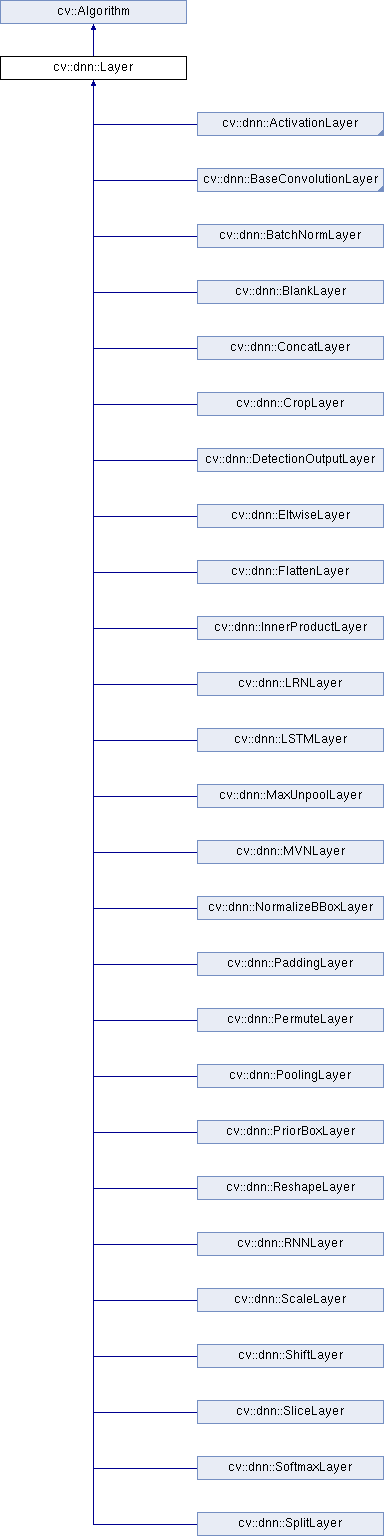 cv::Algorithm
cv::dnn::Layer
cv::dnn::ActivationLayer
cv::dnn::BaseConvolutionLayer
cv::dnn::BatchNormLayer
cv::dnn::BlankLayer
cv::dnn::ConcatLayer
cv::dnn::CropLayer
cv::dnn::DetectionOutputLayer
cv::dnn::EltwiseLayer
cv::dnn::FlattenLayer
cv::dnn::InnerProductLayer
cv::dnn::LRNLayer
cv::dnn::LSTMLayer
cv::dnn::MaxUnpoolLayer
cv::dnn::MVNLayer
cv::dnn::NormalizeBBoxLayer
cv::dnn::PaddingLayer
cv::dnn::PermuteLayer
cv::dnn::PoolingLayer
cv::dnn::PriorBoxLayer
cv::dnn::ReshapeLayer
cv::dnn::RNNLayer
cv::dnn::ScaleLayer
cv::dnn::ShiftLayer
cv::dnn::SliceLayer
cv::dnn::SoftmaxLayer
cv::dnn::SplitLayer